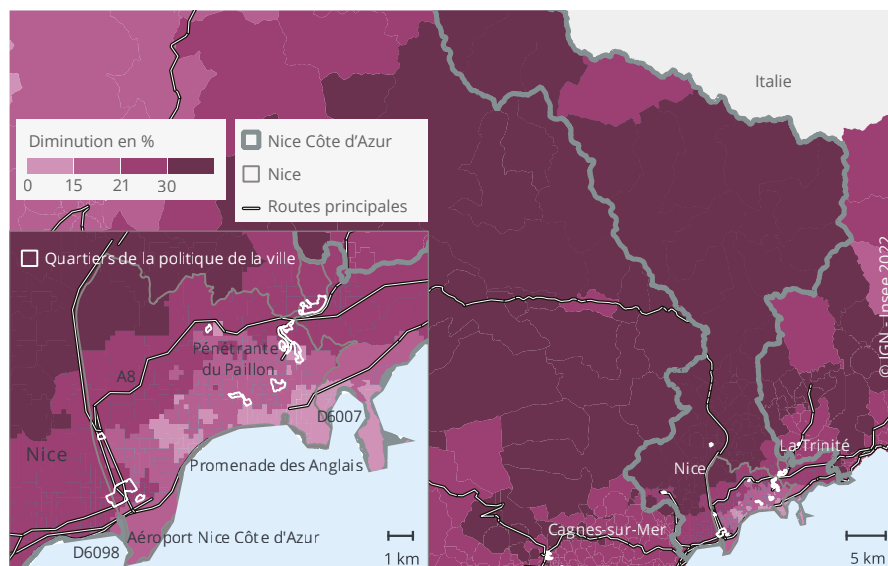 Italie
Diminution en %
0 15 21 30
Nice Côte d'Azur
Nice
Routes principales
Quartiers de la politique de la ville
© IGN - Insee 2022
Pénétrante
du Paillon
A8
D6007
Nice
Promenade des Anglais
Aéroport Nice Côte d'Azur
D6098
1 km
La Trinité
Nice
Cagnes-sur-Mer
5 km